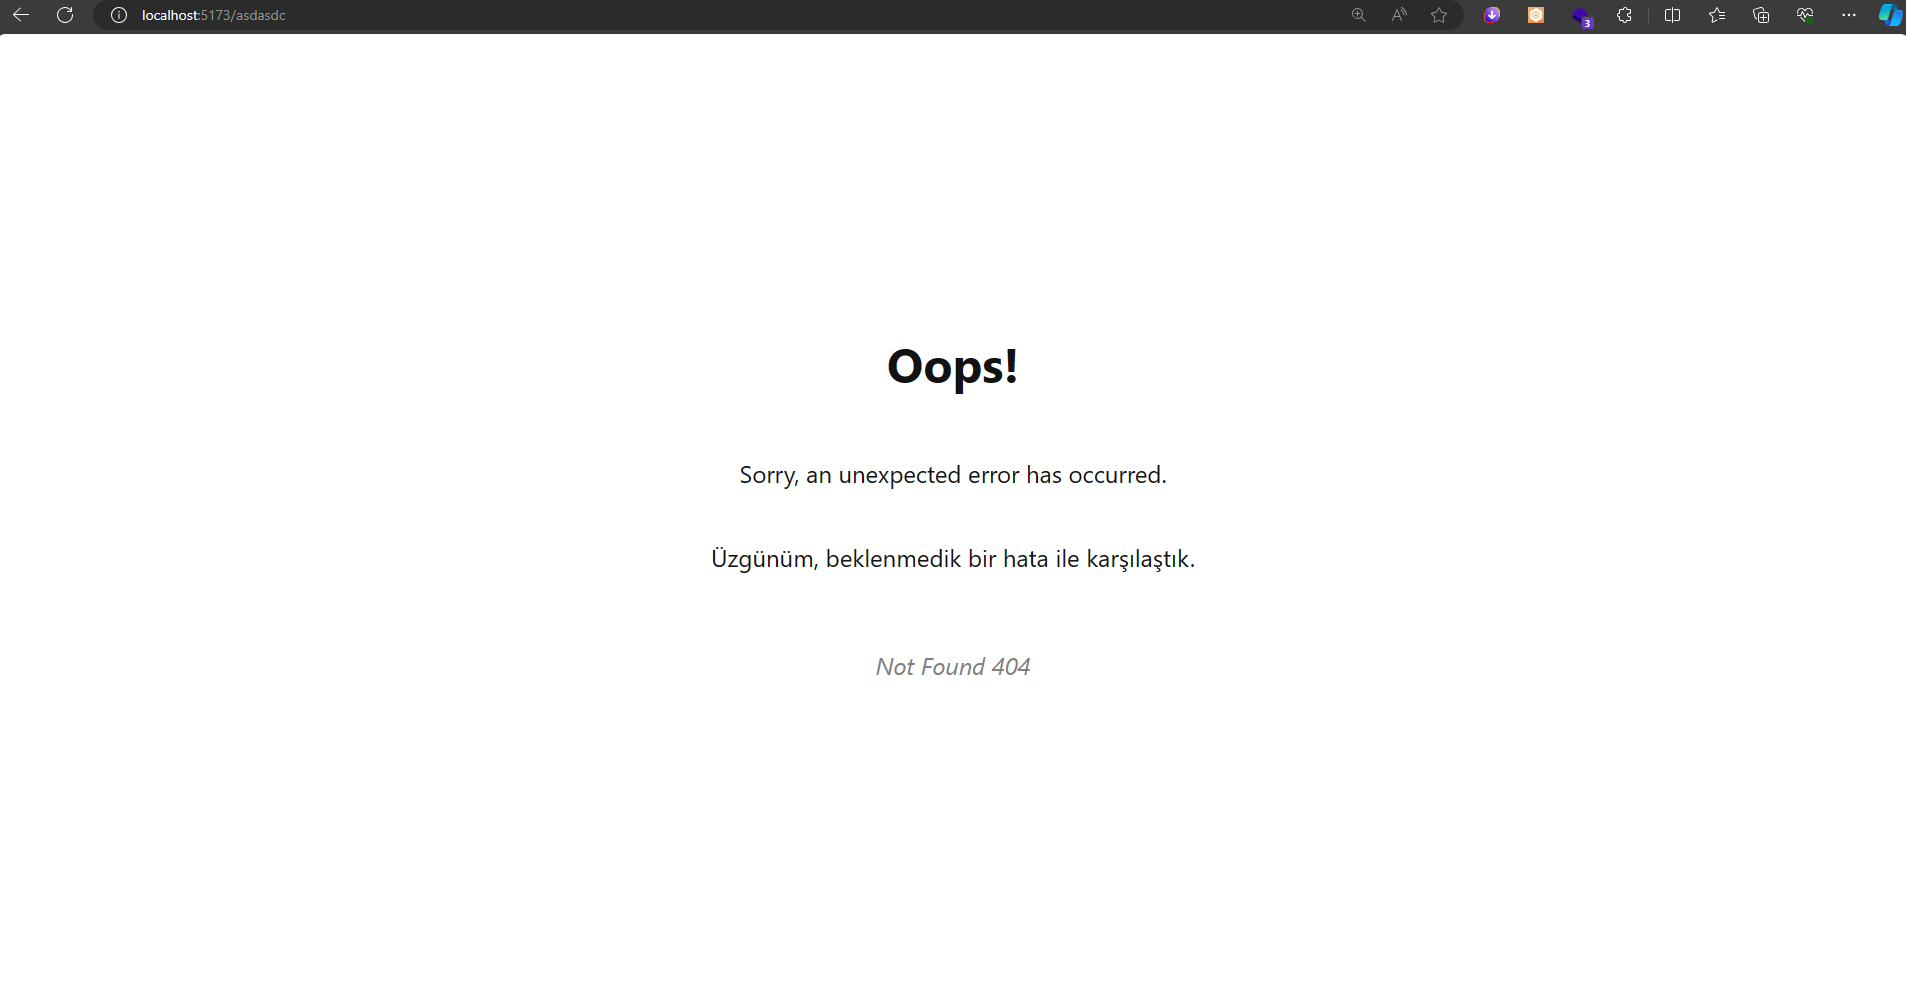 localhost:5173/asdasdc
3
Oops!
Sorry, an unexpected error has occurred.
Üzgünüm, beklenmedik bir hata ile karşılaştık.
Not Found 404